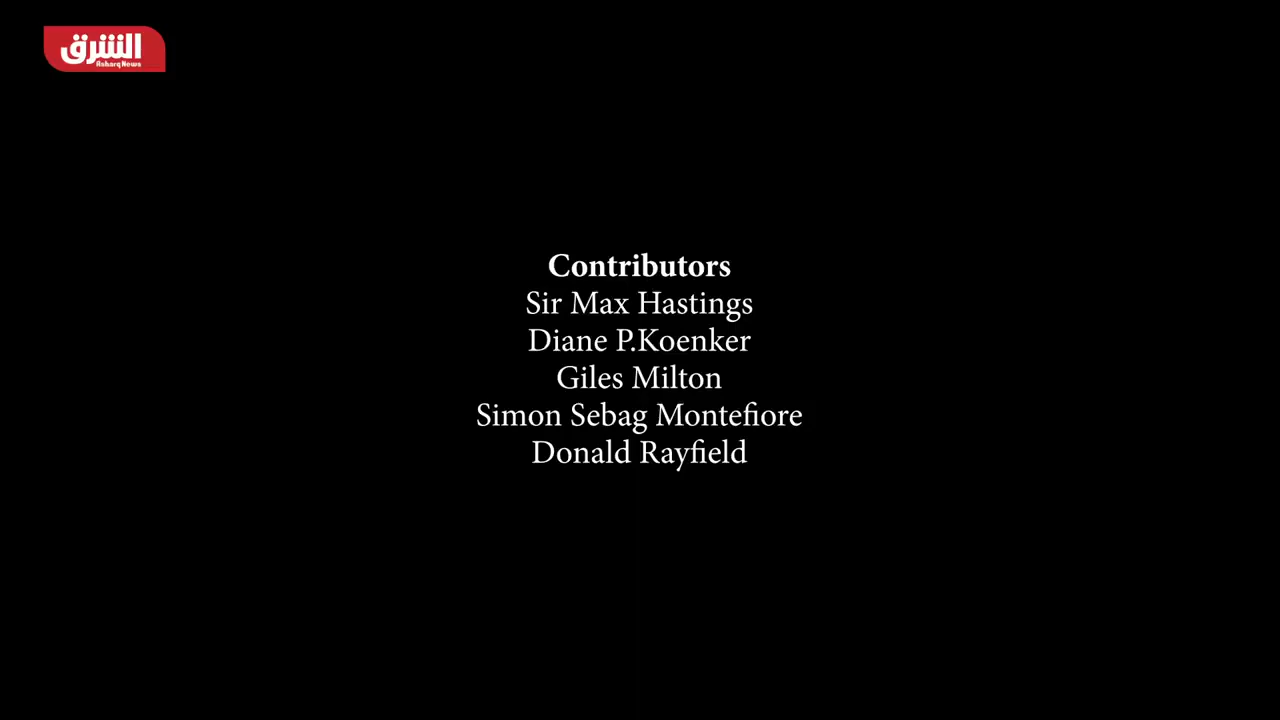 الشرق
Asharq News
Contributors
Sir Max Hastings
Diane P.Koenker
Giles Milton
Simon Sebag Montefiore
Donald Rayfield